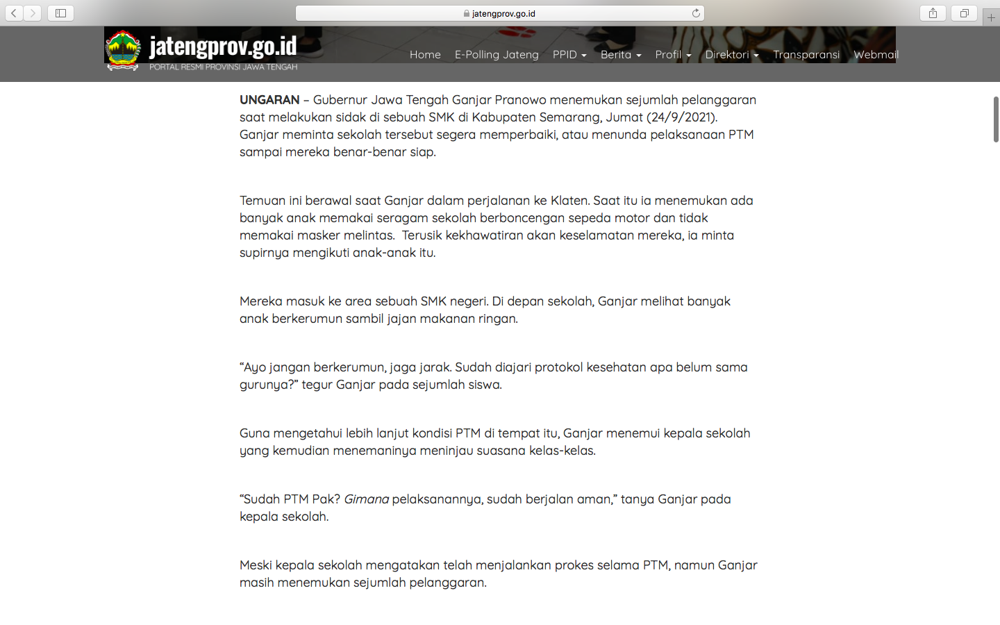 jatengprov.go.id
jatengprov.go.id
PORTAL RESMI PROVINSI JAWA TENGAH
Home E-Polling Jateng PPID Berita Profil Direktori Transparansi Webmail
UNGARAN – Gubernur Jawa Tengah Ganjar Pranowo menemukan sejumlah pelanggaran
saat melakukan sidak di sebuah SMK di Kabupaten Semarang, Jumat (24/9/2021).
Ganjar meminta sekolah tersebut segera memperbaiki, atau menunda pelaksanaan PTM
sampai mereka benar-benar siap.
Temuan ini berawal saat Ganjar dalam perjalanan ke Klaten. Saat itu ia menemukan ada
banyak anak memakai seragam sekolah berboncengan sepeda motor dan tidak
memakai masker melintas.  Terusik kekhawatiran akan keselamatan mereka, ia minta
supirnya mengikuti anak-anak itu.
Mereka masuk ke area sebuah SMK negeri. Di depan sekolah, Ganjar melihat banyak
anak berkerumun sambil jajan makanan ringan.
“Ayo jangan berkerumun, jaga jarak. Sudah diajari protokol kesehatan apa belum sama
gurunya?” tegur Ganjar pada sejumlah siswa.
Guna mengetahui lebih lanjut kondisi PTM di tempat itu, Ganjar menemui kepala sekolah
yang kemudian menemaninya meninjau suasana kelas-kelas.
“Sudah PTM Pak? Gimana pelaksanannya, sudah berjalan aman,” tanya Ganjar pada
kepala sekolah.
Meski kepala sekolah mengatakan telah menjalankan prokes selama PTM, namun Ganjar
masih menemukan sejumlah pelanggaran.